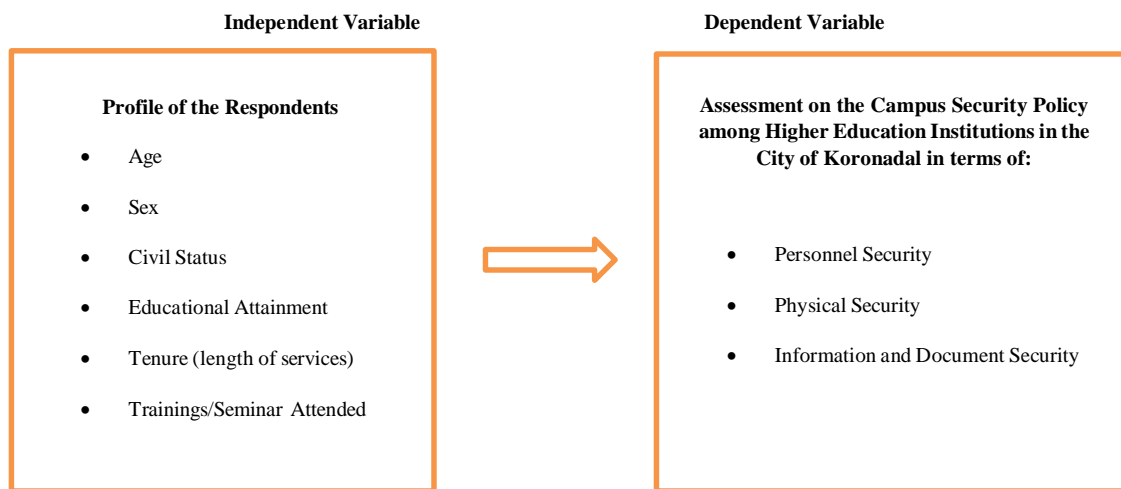 Independent Variable
Dependent Variable
Profile of the Respondents
• Age
• Sex
• Civil Status
• Educational Attainment
• Tenure (length of services)
• Trainings/Seminar Attended
Assessment on the Campus Security Policy
among Higher Education Institutions in the
City of Koronadal in terms of:
• Personnel Security
• Physical Security
• Information and Document Security